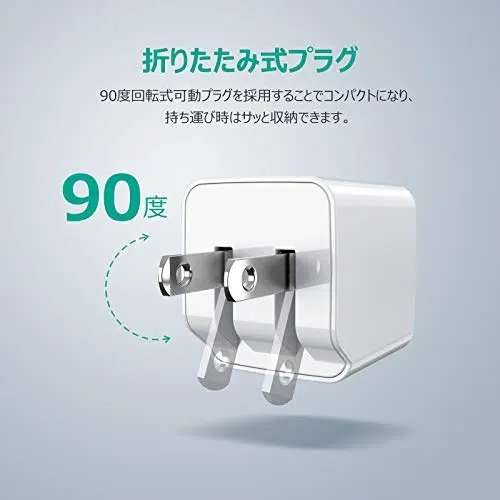 折りたたみ式プラグ
90度回転式可動プラグを採用することでコンパクトになり、
持ち運び時はサッと収納できます。
90度